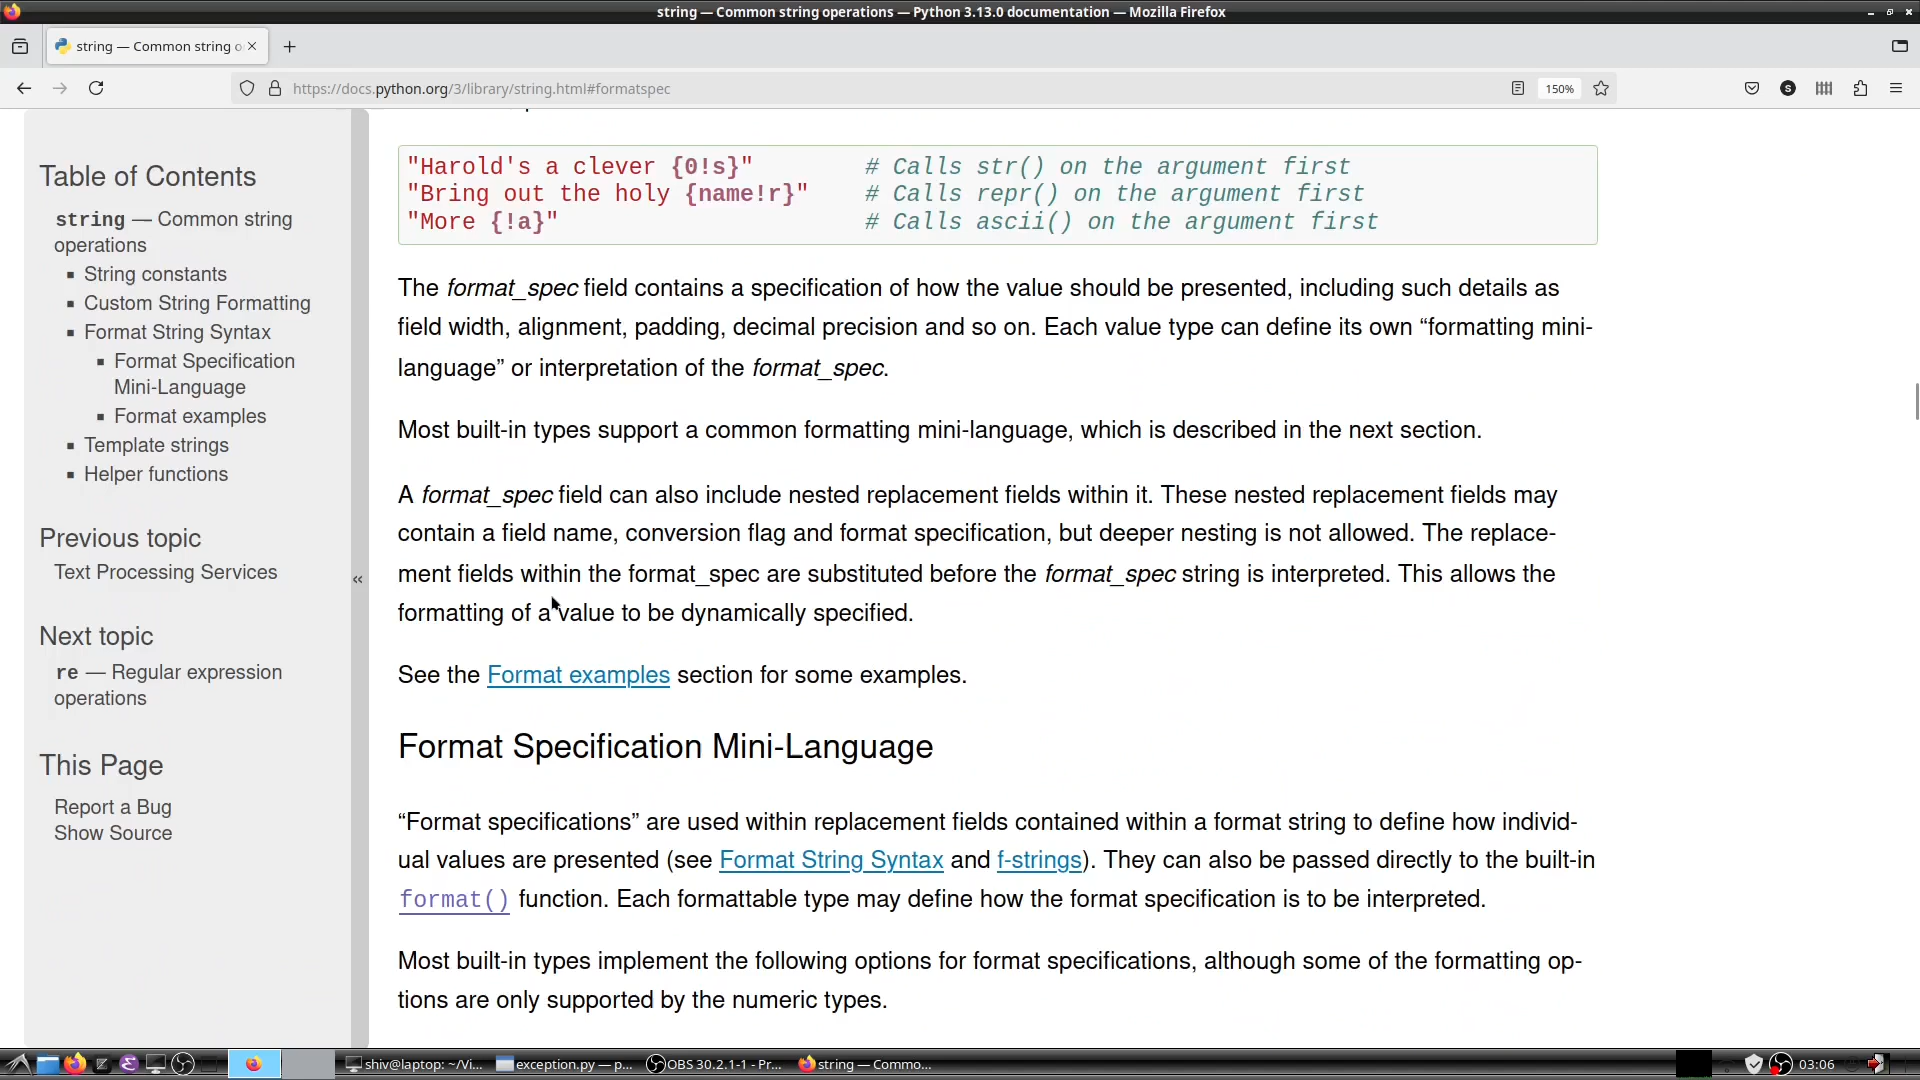 string — Common string operations — Python 3.13.0 documentation — Mozilla Firefox
string — Common string o
https://docs.python.org/3/library/string.html#formatspec
150%
S
Table of Contents
string — Common string
operations
String constants
Custom String Formatting
Format String Syntax
Format Specification
Mini-Language
Format examples
Template strings
Helper functions
Previous topic
Text Processing Services
Next topic
re — Regular expression
operations
This Page
Report a Bug
Show Source
«
"Harold's a clever {0!s}" # Calls str() on the argument first
"Bring out the holy {name!r}" # Calls repr() on the argument first
"More {!a}" # Calls ascii() on the argument first
The format_spec field contains a specification of how the value should be presented, including such details as
field width, alignment, padding, decimal precision and so on. Each value type can define its own “formatting mini-
language” or interpretation of the format_spec.
Most built-in types support a common formatting mini-language, which is described in the next section.
A format_spec field can also include nested replacement fields within it. These nested replacement fields may
contain a field name, conversion flag and format specification, but deeper nesting is not allowed. The replace-
ment fields within the format_spec are substituted before the format_spec string is interpreted. This allows the
formatting of a value to be dynamically specified.
See the Format examples section for some examples.
Format Specification Mini-Language
“Format specifications” are used within replacement fields contained within a format string to define how individ-
ual values are presented (see Format String Syntax and f-strings). They can also be passed directly to the built-in
format() function. Each formattable type may define how the format specification is to be interpreted.
Most built-in types implement the following options for format specifications, although some of the formatting op-
tions are only supported by the numeric types.
shiv@laptop: ~/Vi...
exception.py — p...
OBS 30.2.1-1 - Pr...
string — Commo...
03:06